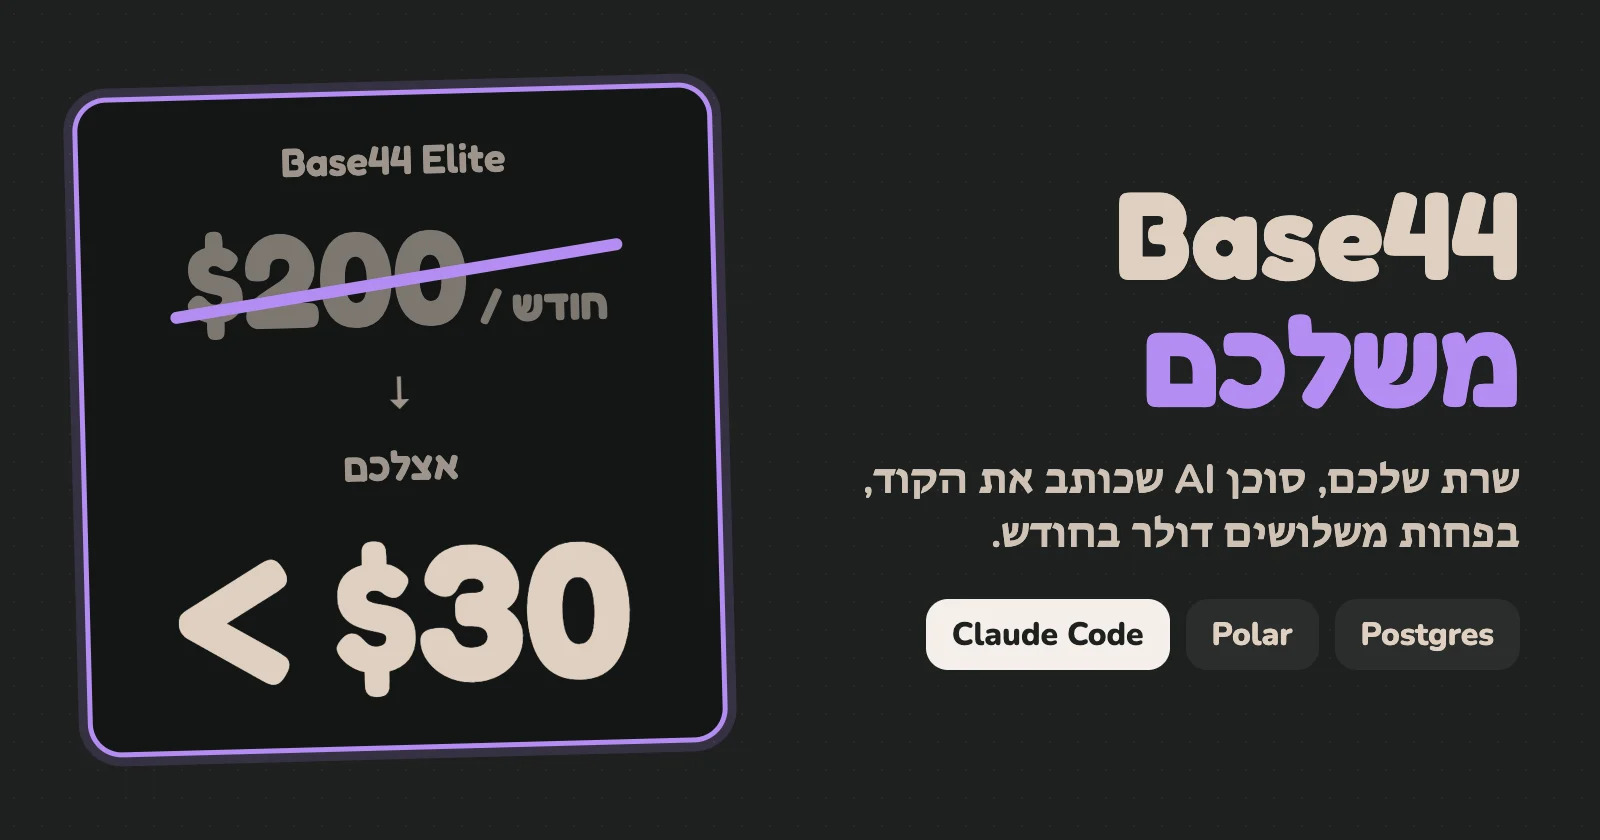 Base44
משלכם
שרת שלכם, סוכן AI שכותב את הקוד,
בפחות משלושים דולר בחודש.
Postgres
Polar
Claude Code
Base44 Elite
$200 / חודש
↓
אצלכם
< $30